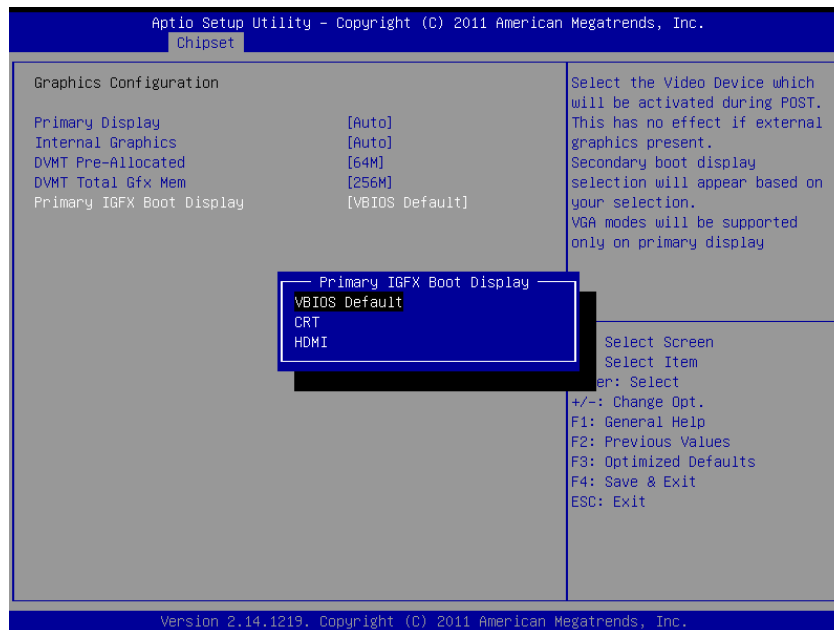 Aptio Setup Utility – Copyright (C) 2011 American Megatrends, Inc.
Chipset
Graphics Configuration
Primary Display [Auto]
Internal Graphics [Auto]
DVMT Pre-Allocated [64M]
DVMT Total Gfx Mem [256M]
Primary IGFX Boot Display [VBIOS Default]
Primary IGFX Boot Display
VBIOS Default
CRT
HDMI
Select the Video Device which
will be activated during POST.
This has no effect if external
graphics present.
Secondary boot display
selection will appear based on
your selection.
VGA modes will be supported
only on primary display
Select Screen
Select Item
er: Select
+/-: Change Opt.
F1: General Help
F2: Previous Values
F3: Optimized Defaults
F4: Save & Exit
ESC: Exit
Version 2.14.1219. Copyright (C) 2011 American Megatrends, Inc.